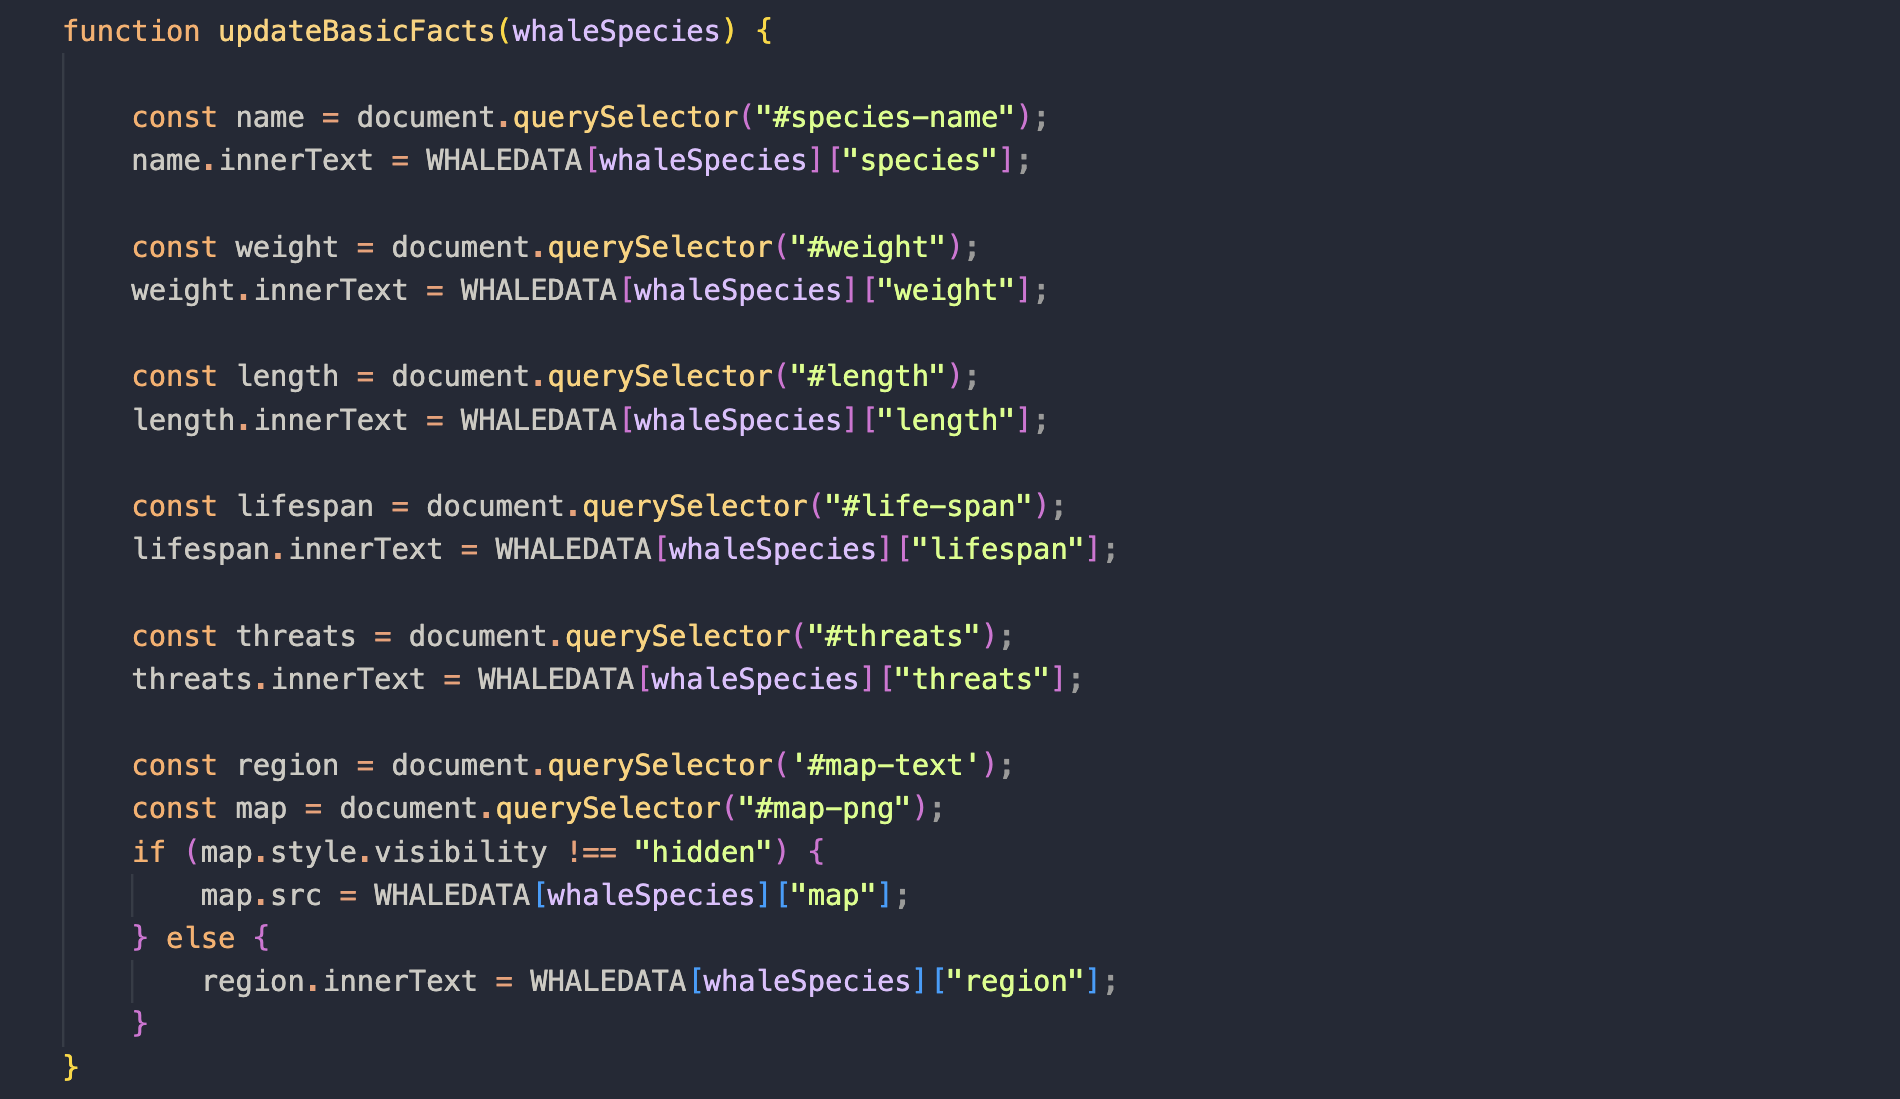 function updateBasicFacts(whaleSpecies) {
const name = document.querySelector("#species-name");
name.innerText = WHALEDATA[whaleSpecies]["species"];
const weight = document.querySelector("#weight");
weight.innerText = WHALEDATA[whaleSpecies]["weight"];
const length = document.querySelector("#length");
length.innerText = WHALEDATA[whaleSpecies]["length"];
const lifespan = document.querySelector("#life-span");
lifespan.innerText = WHALEDATA[whaleSpecies]["lifespan"];
const threats = document.querySelector("#threats");
threats.innerText = WHALEDATA[whaleSpecies]["threats"];
const region = document.querySelector('#map-text');
const map = document.querySelector("#map-png");
if (map.style.visibility !== "hidden") {
map.src = WHALEDATA[whaleSpecies]["map"];
} else {
region.innerText = WHALEDATA[whaleSpecies]["region"];
}
}